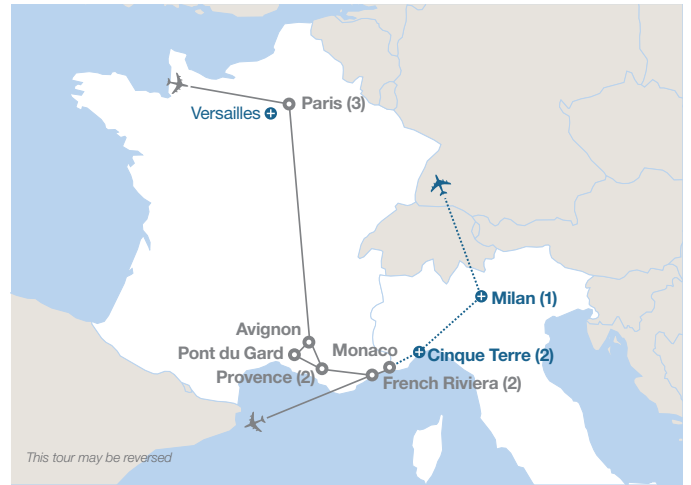 Paris (3)
Versailles
Milan (1)
Avignon
Pont du Gard
Monaco
Cinque Terre (2)
Provence (2)
French Riviera (2)
This tour may be reversed